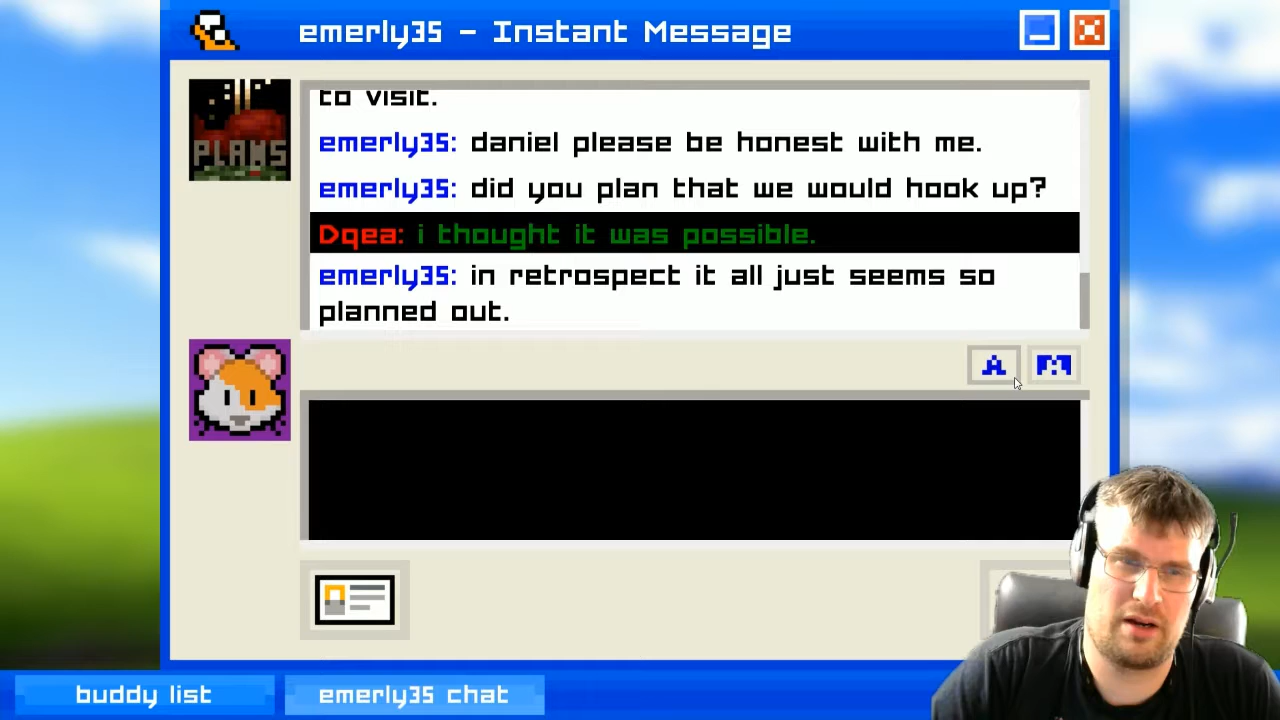 emerly35 - Instant Message
to visit.
emerly35: daniel please be honest with me.
emerly35: did you plan that we would hook up?
Dqea: i thought it was possible.
emerly35: in retrospect it all just seems so
planned out.
PLANS
A
buddy list
emerly35 chat